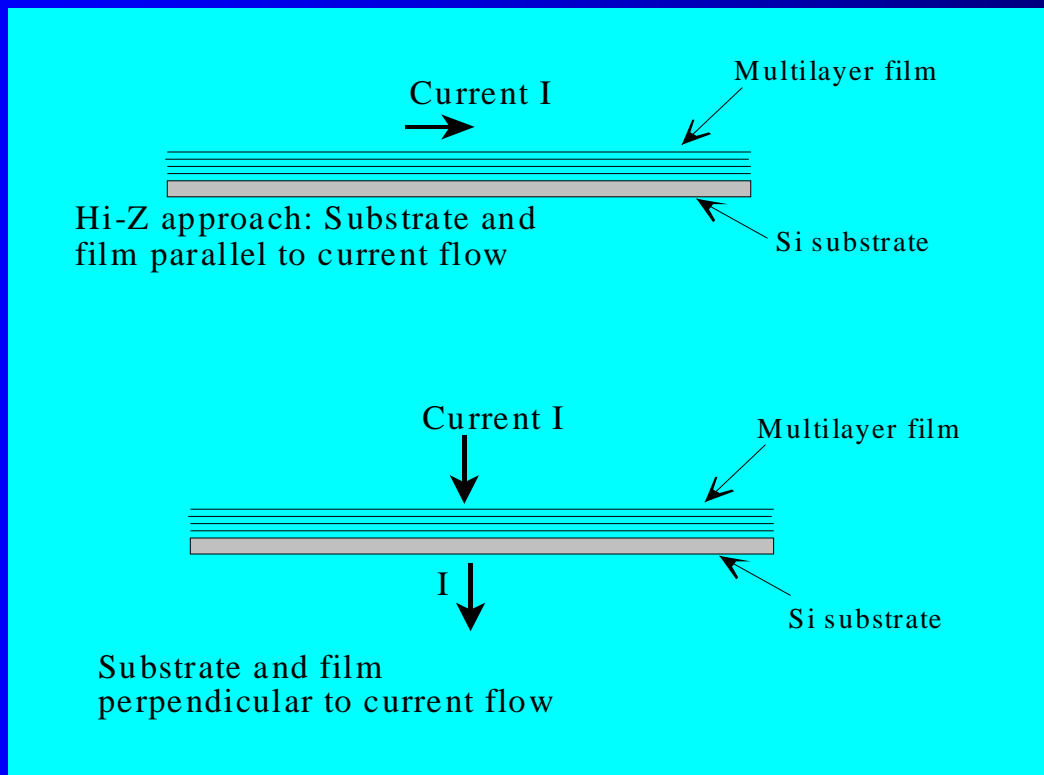 Multilayer film
Current I
Hi-Z approach: Substrate and
film parallel to current flow
Si substrate
Current I
Multilayer film
I
Si substrate
Substrate and film
perpendicular to current flow